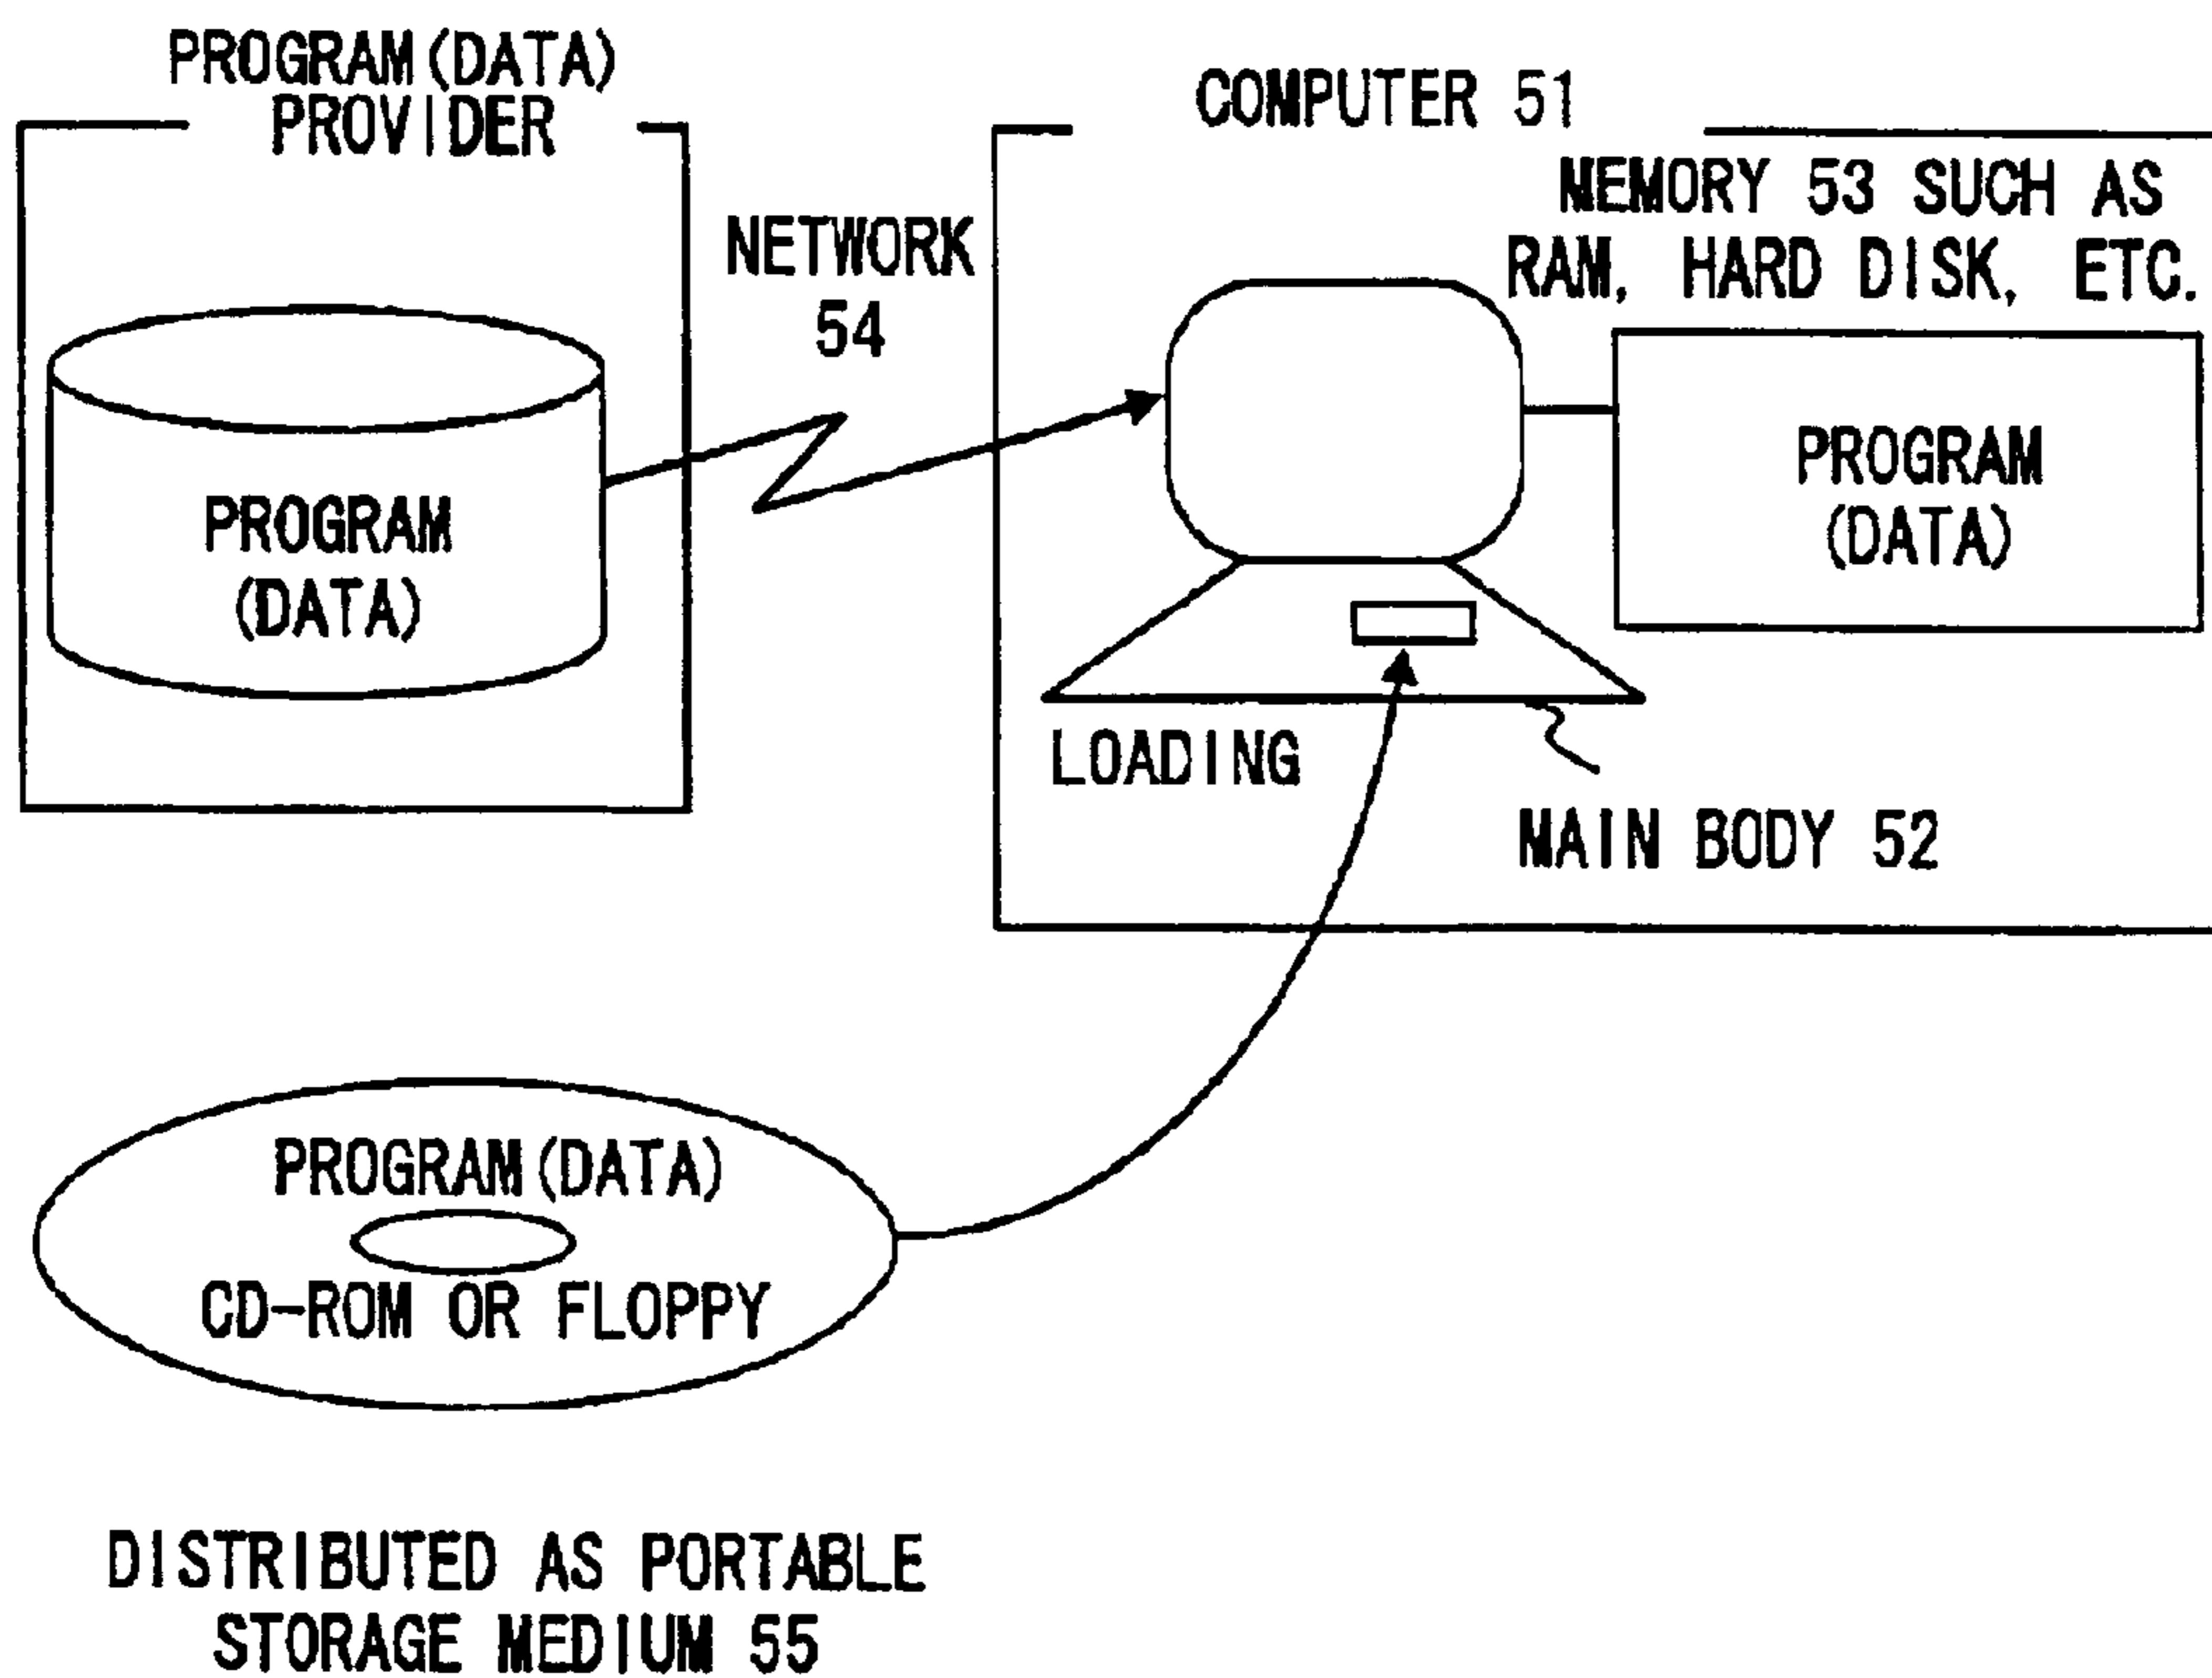 PROGRAM(DATA)
PROVIDER
PROGRAM
(DATA)
NETWORK
54
COMPUTER 51
MEMORY 53 SUCH AS
RAM, HARD DISK, ETC.
PROGRAM
(DATA)
LOADING
MAIN BODY 52
PROGRAM(DATA)
CD-ROM OR FLOPPY
DISTRIBUTED AS PORTABLE
STORAGE MEDIUM 55